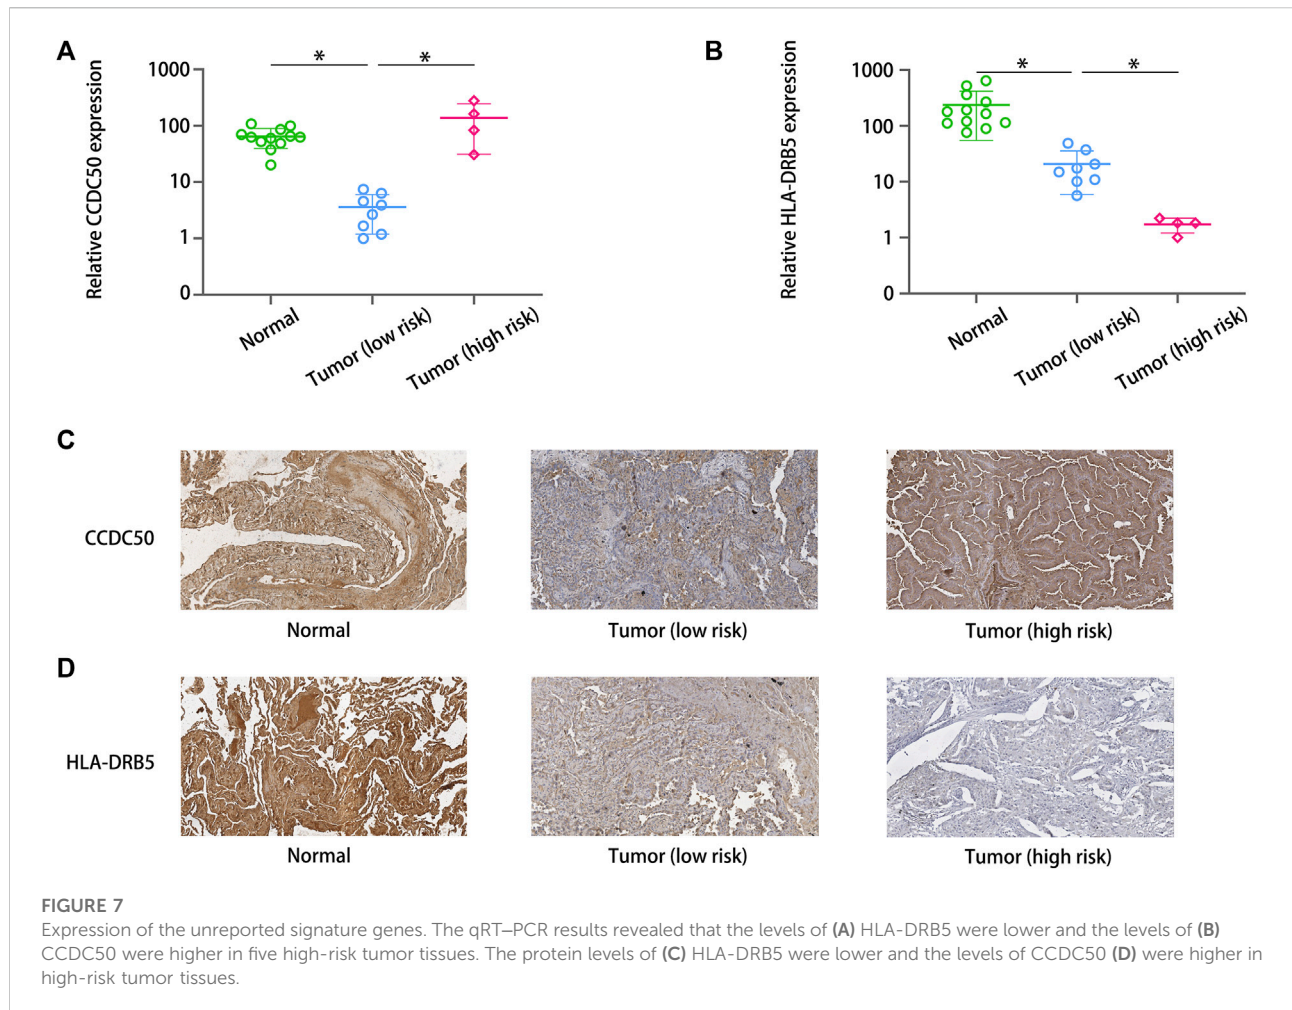 A
B
Relative CCDC50 expression
1000
100
10
1
0
*
*
Normal
Tumor (low risk)
Tumor (high risk)
Relative HLA-DRB5 expression
1000
100
10
1
0
*
*
Normal
Tumor (low risk)
Tumor (high risk)
C
CCDC50
Normal
Tumor (low risk)
Tumor (high risk)
D
HLA-DRB5
Normal
Tumor (low risk)
Tumor (high risk)
FIGURE 7
Expression of the unreported signature genes. The qRT–PCR results revealed that the levels of (A) HLA-DRB5 were lower and the levels of (B)
CCDC50 were higher in five high-risk tumor tissues. The protein levels of (C) HLA-DRB5 were lower and the levels of CCDC50 (D) were higher in
high-risk tumor tissues.